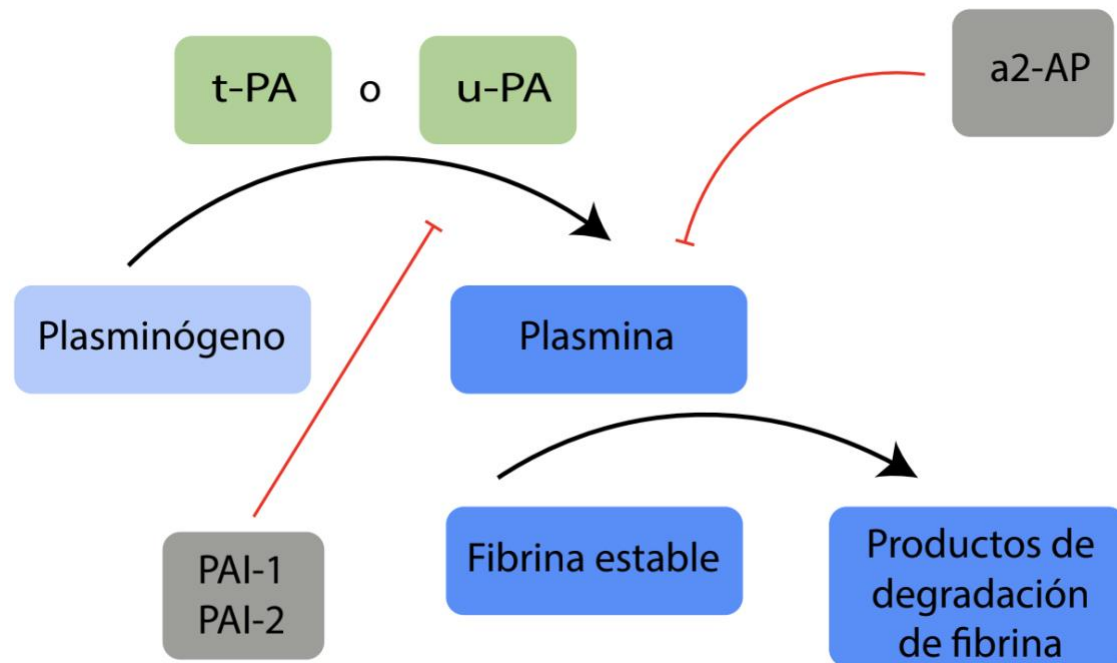 t-PA o u-PA
a2-AP
Plasminógeno
Plasmina
PAI-1
PAI-2
Fibrina estable
Productos de
degradación
de fibrina